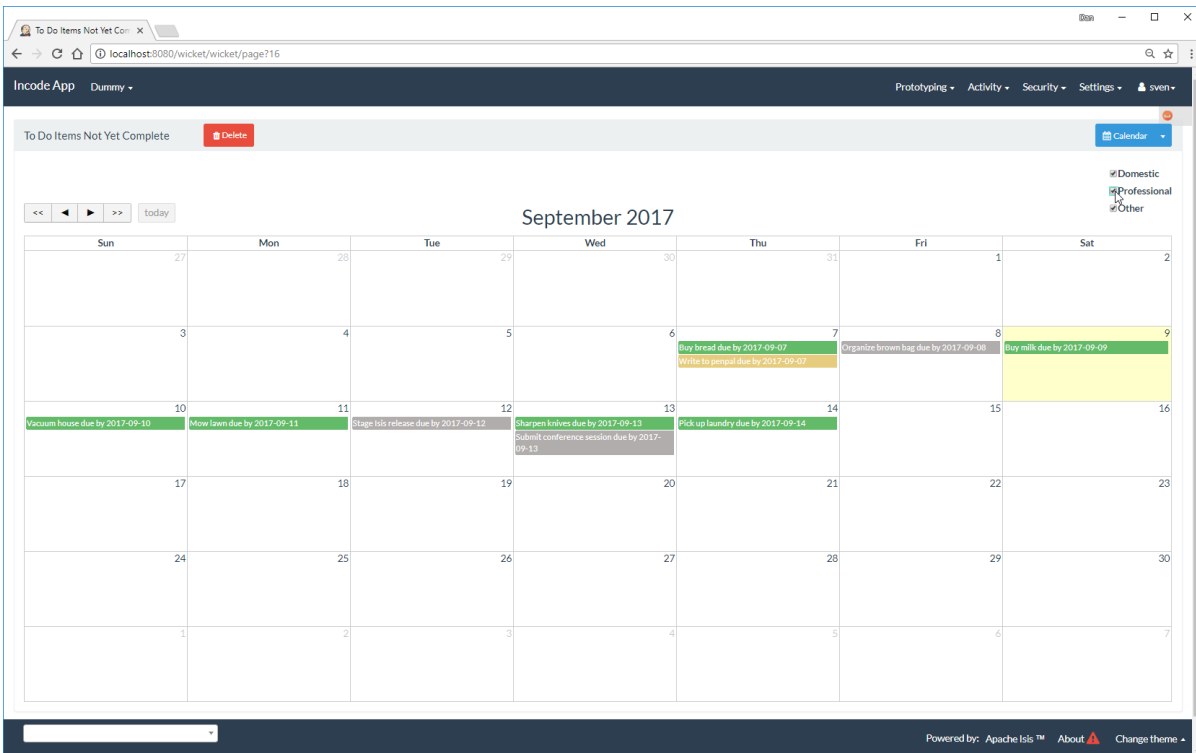 To Do Items Not Yet Com
Dan
localhost:8080/wicket/wicket/page?16
Incode App Dummy Prototyping Activity Security Settings sven
To Do Items Not Yet Complete Delete Calendar
Domestic
Professional
Other
<< >> today
September 2017
Sun Mon Tue Wed Thu Fri Sat
27 28 29 30 31 1 2
3 4 5 6 7 8 9
Buy bread due by 2017-09-07 Organize brown bag due by 2017-09-08 Buy milk due by 2017-09-09
Write to penpal due by 2017-09-07
10 11 12 13 14 15 16
Vacuum house due by 2017-09-10 Mow lawn due by 2017-09-11 Stage Isis release due by 2017-09-12 Sharpen knives due by 2017-09-13 Pick up laundry due by 2017-09-14
Submit conference session due by 2017-
09-13
17 18 19 20 21 22 23
24 25 26 27 28 29 30
1 2 3 4 5 6 7
Powered by: Apache Isis ™ About Change theme